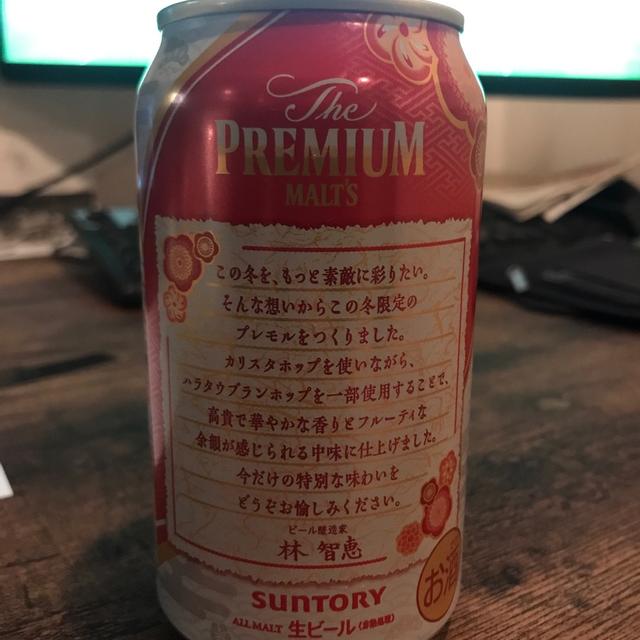 The
PREMIUM
MALT'S
この冬を、もっと素敵に彩りたい。
そんな想いからこの冬限定の
プレモルをつくりました。
カリスタホップを使いながら、
ハラタウブランホップを一部使用することで、
高貴で華やかな香りとフルーティな
余韻が感じられる中味に仕上げました。
今だけの特別な味わいを
どうぞお愉しみください。
ビール醸造家
林 智恵
お酒
SUNTORY
ALL MALT 生ビール(非熱処理)